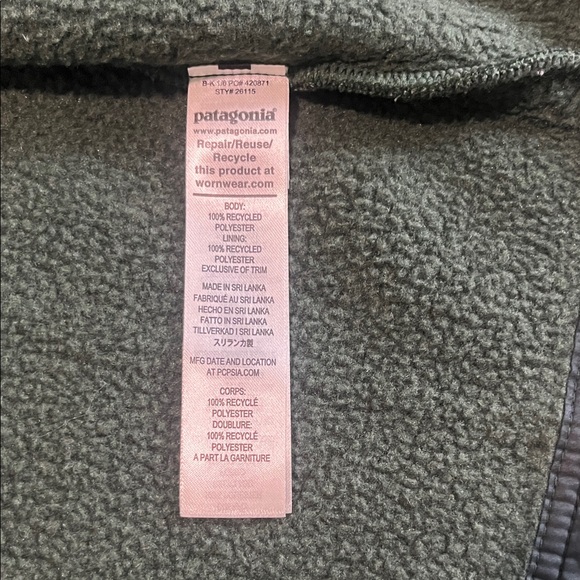 B-K 1/6 PO# 420871
STY# 26115
patagonia®
www.patagonia.com
Repair/Reuse/
Recycle
this product at
wornwear.com
BODY:
100% RECYCLED
POLYESTER
LINING:
100% RECYCLED
POLYESTER
EXCLUSIVE OF TRIM
MADE IN SRI LANKA
FABRIQUÉ AU SRI LANKA
HECHO EN SRI LANKA
FATTO IN SRI LANKA
TILLVERKAD I SRI LANKA
スリランカ製
MFG DATE AND LOCATION
AT PCPSIA.COM
CORPS:
100% RECYCLÉ
POLYESTER
DOUBLURE:
100% RECYCLÉ
POLYESTER
A PART LA GARNITURE